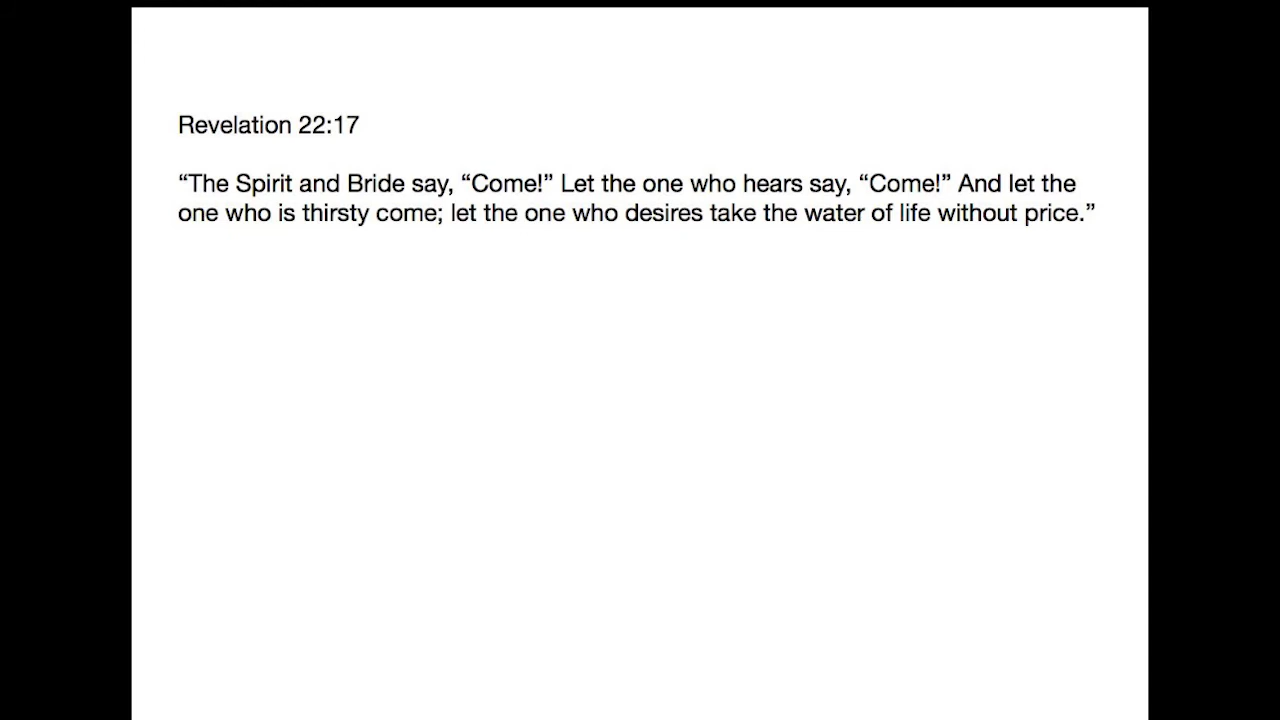 Revelation 22:17
“The Spirit and Bride say, “Come!” Let the one who hears say, “Come!” And let the
one who is thirsty come; let the one who desires take the water of life without price.”